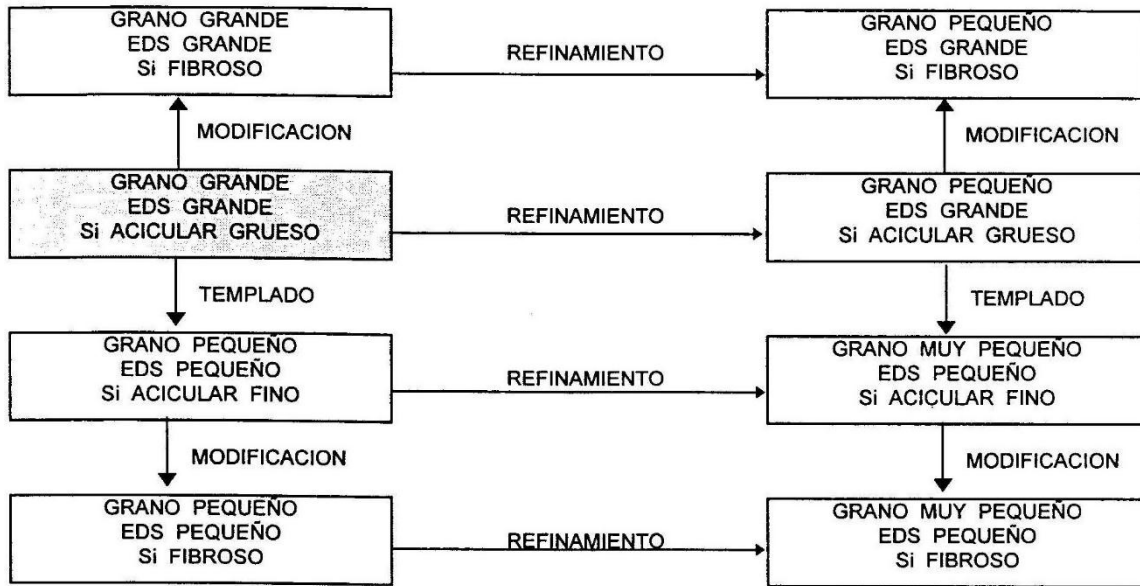 GRANO GRANDE
EDS GRANDE
Si FIBROSO
REFINAMIENTO
GRANO PEQUEÑO
EDS GRANDE
Si FIBROSO
MODIFICACION
MODIFICACION
GRANO GRANDE
EDS GRANDE
Si ACICULAR GRUESO
REFINAMIENTO
GRANO PEQUEÑO
EDS GRANDE
Si ACICULAR GRUESO
TEMPLADO
TEMPLADO
GRANO PEQUEÑO
EDS PEQUEÑO
Si ACICULAR FINO
REFINAMIENTO
GRANO MUY PEQUEÑO
EDS PEQUEÑO
Si ACICULAR FINO
MODIFICACION
MODIFICACION
GRANO PEQUEÑO
EDS PEQUEÑO
Si FIBROSO
REFINAMIENTO
GRANO MUY PEQUEÑO
EDS PEQUEÑO
Si FIBROSO